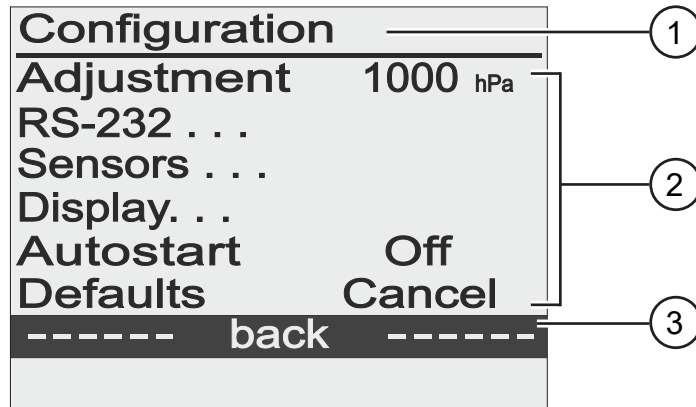 Configuration
1
Adjustment 1000 hPa
RS-232 . . .
Sensors . . .
2
Display. . .
Autostart Off
Defaults Cancel
3
------ back ------